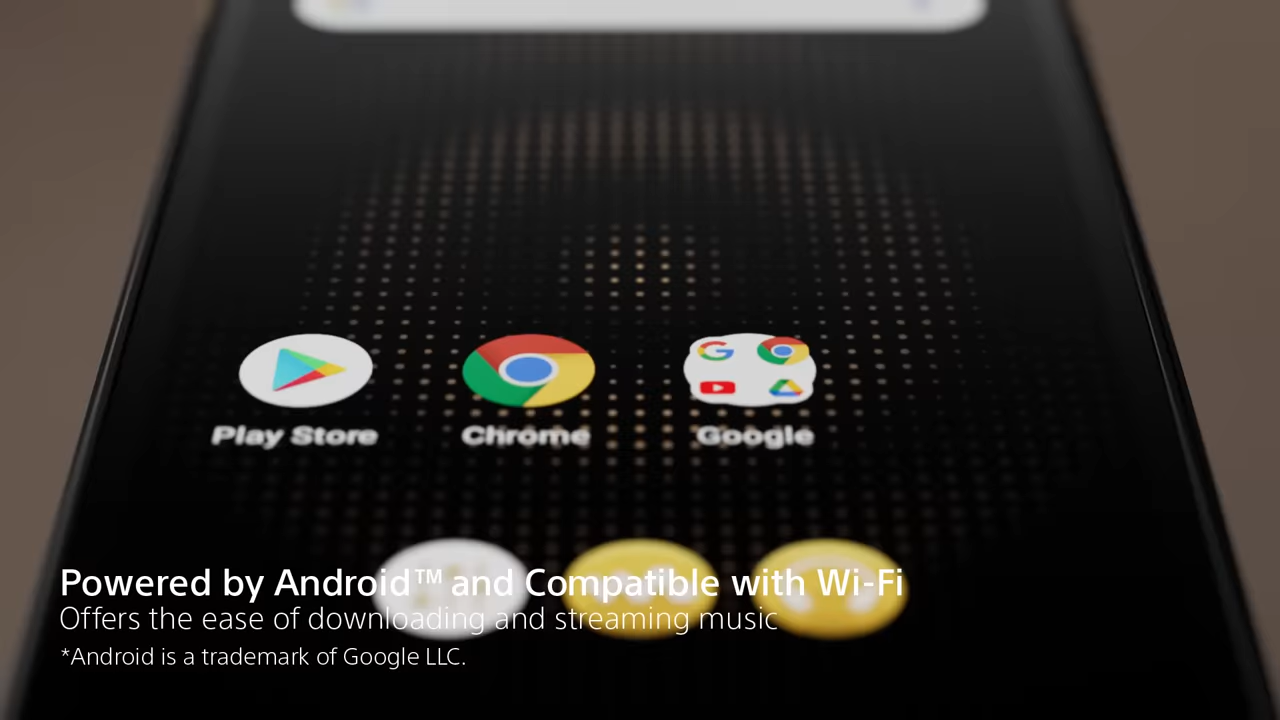 Play Store
Chrome
Google
Powered by Android™ and Compatible with Wi-Fi
Offers the ease of downloading and streaming music
*Android is a trademark of Google LLC.